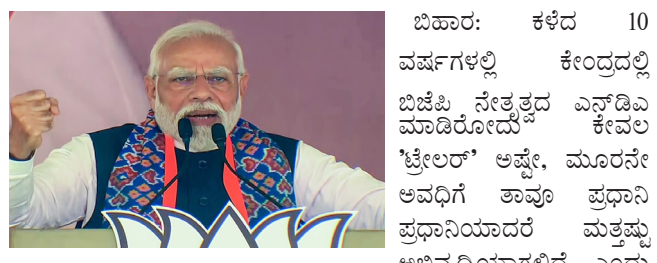 ಬಿಹಾರ: ಕಳೆದ 10
ವರ್ಷಗಳಲ್ಲಿ ಕೇಂದ್ರದಲ್ಲಿ
ಬಿಜೆಪಿ ನೇತೃತ್ವದ ಎನ್‌ಡಿಎ
ಮಾಡಿರೋದು ಕೇವಲ
'ಟ್ರೇಲರ್' ಅಷ್ಟೇ, ಮೂರನೇ
ಅವಧಿಗೆ ತಾವೂ ಪ್ರಧಾನಿ
ಪ್ರಧಾನಿಯಾದರೆ ಮತ್ತಷ್ಟು